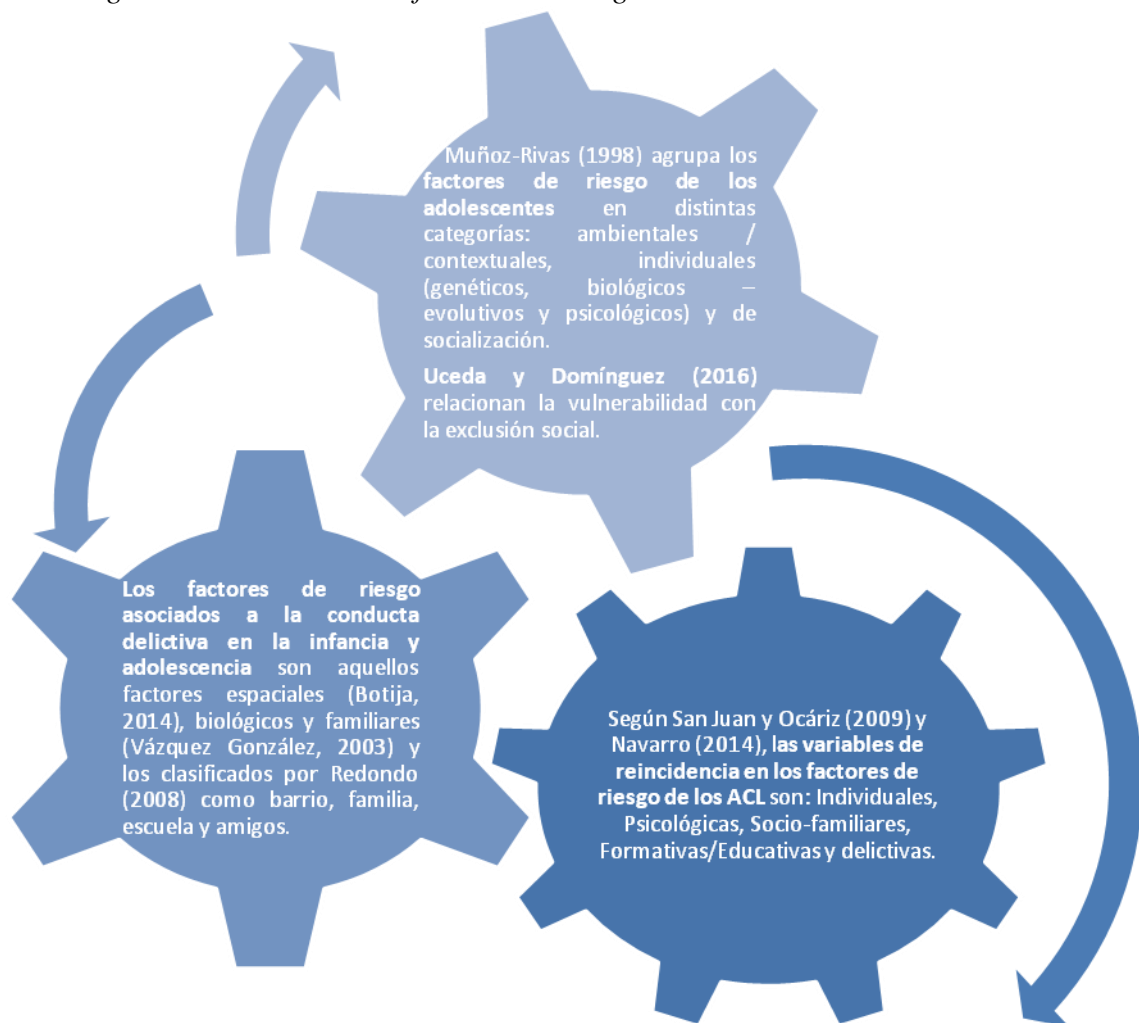 Muñoz-Rivas (1998) agrupa los
factores de riesgo de los
adolescentes en distintas
categorías: ambientales /
contextuales, individuales
(genéticos, biológicos –
evolutivos y psicológicos) y de
socialización.
Uceda y Domínguez (2016)
relacionan la vulnerabilidad con
la exclusión social.
Los factores de riesgo
asociados a la conducta
delictiva en la infancia y
adolescencia son aquellos
factores espaciales (Botija,
2014), biológicos y familiares
(Vázquez González, 2003) y
los clasificados por Redondo
(2008) como barrio, familia,
escuela y amigos.
Según San Juan y Ocáriz (2009) y
Navarro (2014), las variables de
reincidencia en los factores de
riesgo de los ACL son: Individuales,
Psicológicas, Socio-familiares,
Formativas/Educativas y delictivas.